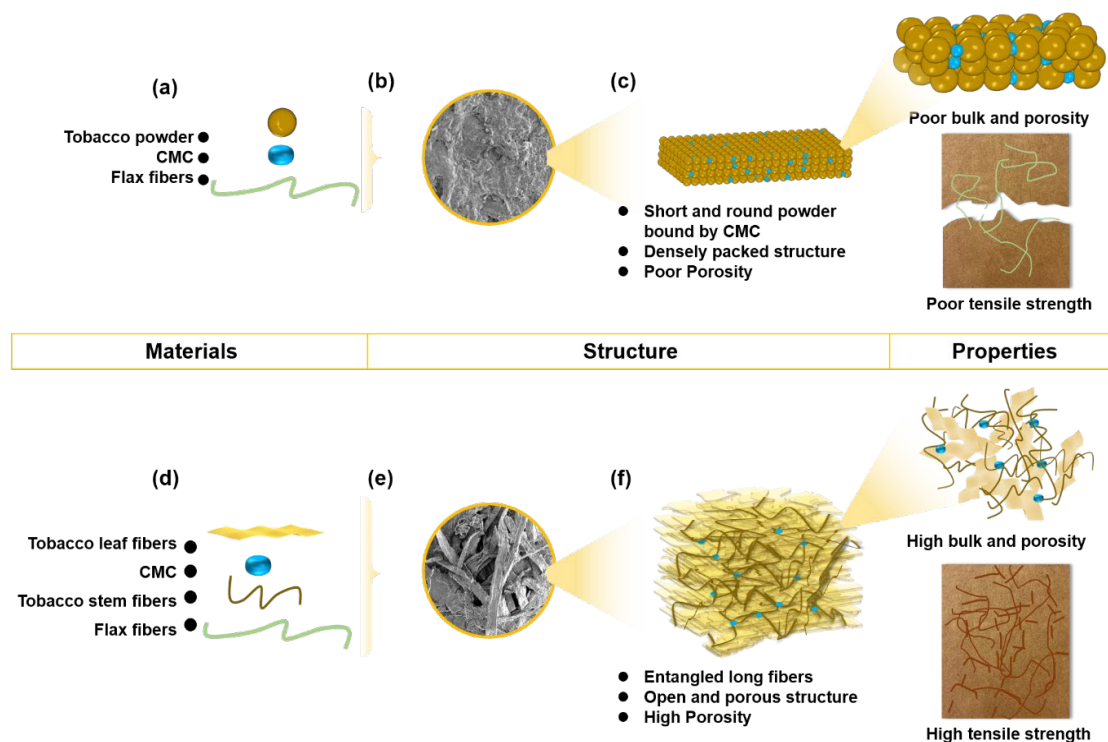 (a)
(b)
(c)
Tobacco powder
CMC
Flax fibers
Short and round powder
bound by CMC
Densely packed structure
Poor Porosity
Poor bulk and porosity
Poor tensile strength
Materials
Structure
Properties
(d)
(e)
(f)
Tobacco leaf fibers
CMC
Tobacco stem fibers
Flax fibers
Entangled long fibers
Open and porous structure
High Porosity
High bulk and porosity
High tensile strength